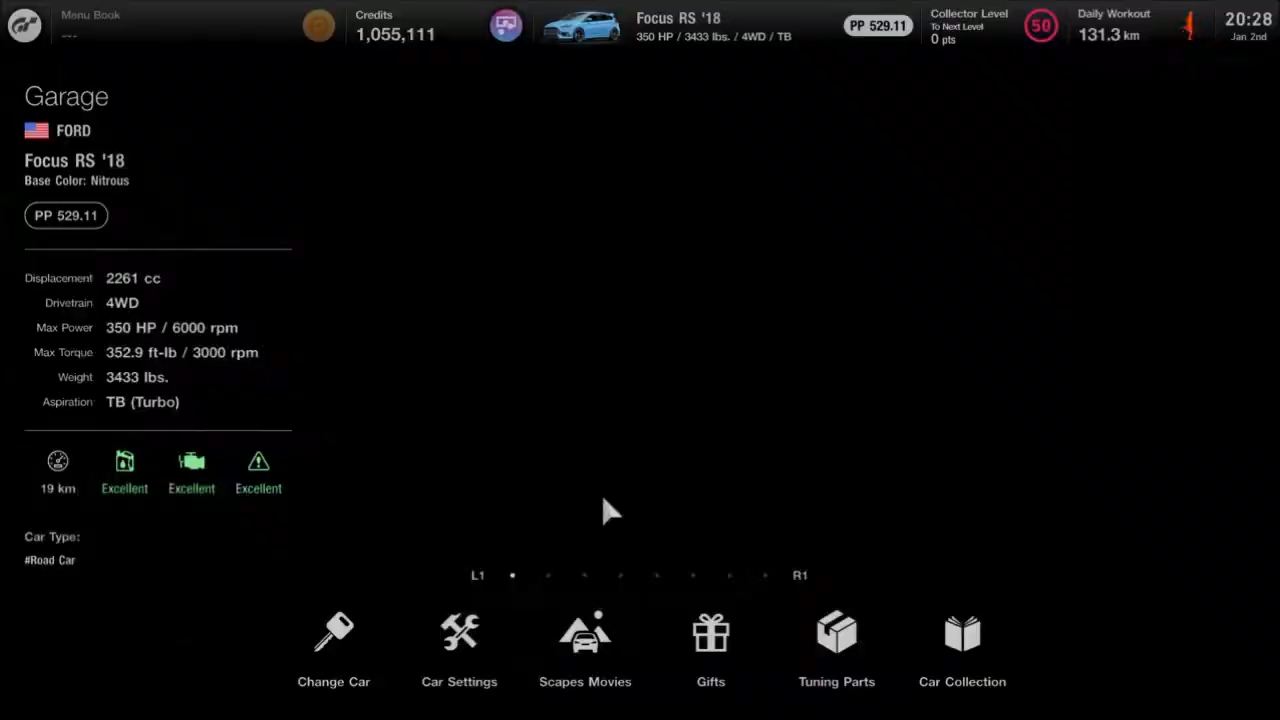 Menu Book
---
Credits
1,055,111
Focus RS '18
350 HP / 3433 lbs. / 4WD / TB
PP 529.11
Collector Level
To Next Level
0 pts
50
Daily Workout
131.3 km
20:28
Jan 2nd
Garage
FORD
Focus RS '18
Base Color: Nitrous
PP 529.11
Displacement 2261 cc
Drivetrain 4WD
Max Power 350 HP / 6000 rpm
Max Torque 352.9 ft-lb / 3000 rpm
Weight 3433 lbs.
Aspiration TB (Turbo)
19 km Excellent Excellent Excellent
Car Type:
#Road Car
L1 R1
Change Car Car Settings Scapes Movies Gifts Tuning Parts Car Collection